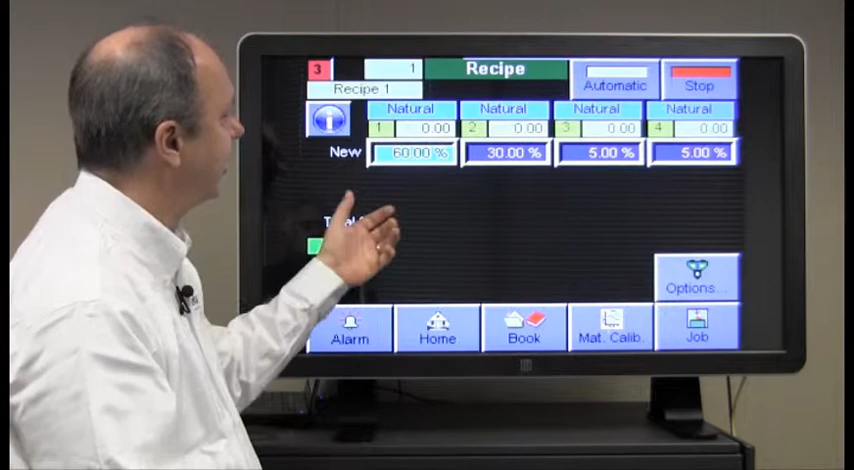 3 1 Recipe Automatic Stop
Recipe 1
Natural Natural Natural Natural
1 0.00 2 0.00 3 0.00 4 0.00
New 60.00 % 30.00 % 5.00 % 5.00 %
Options...
Alarm Home Book Mat. Calib. Job